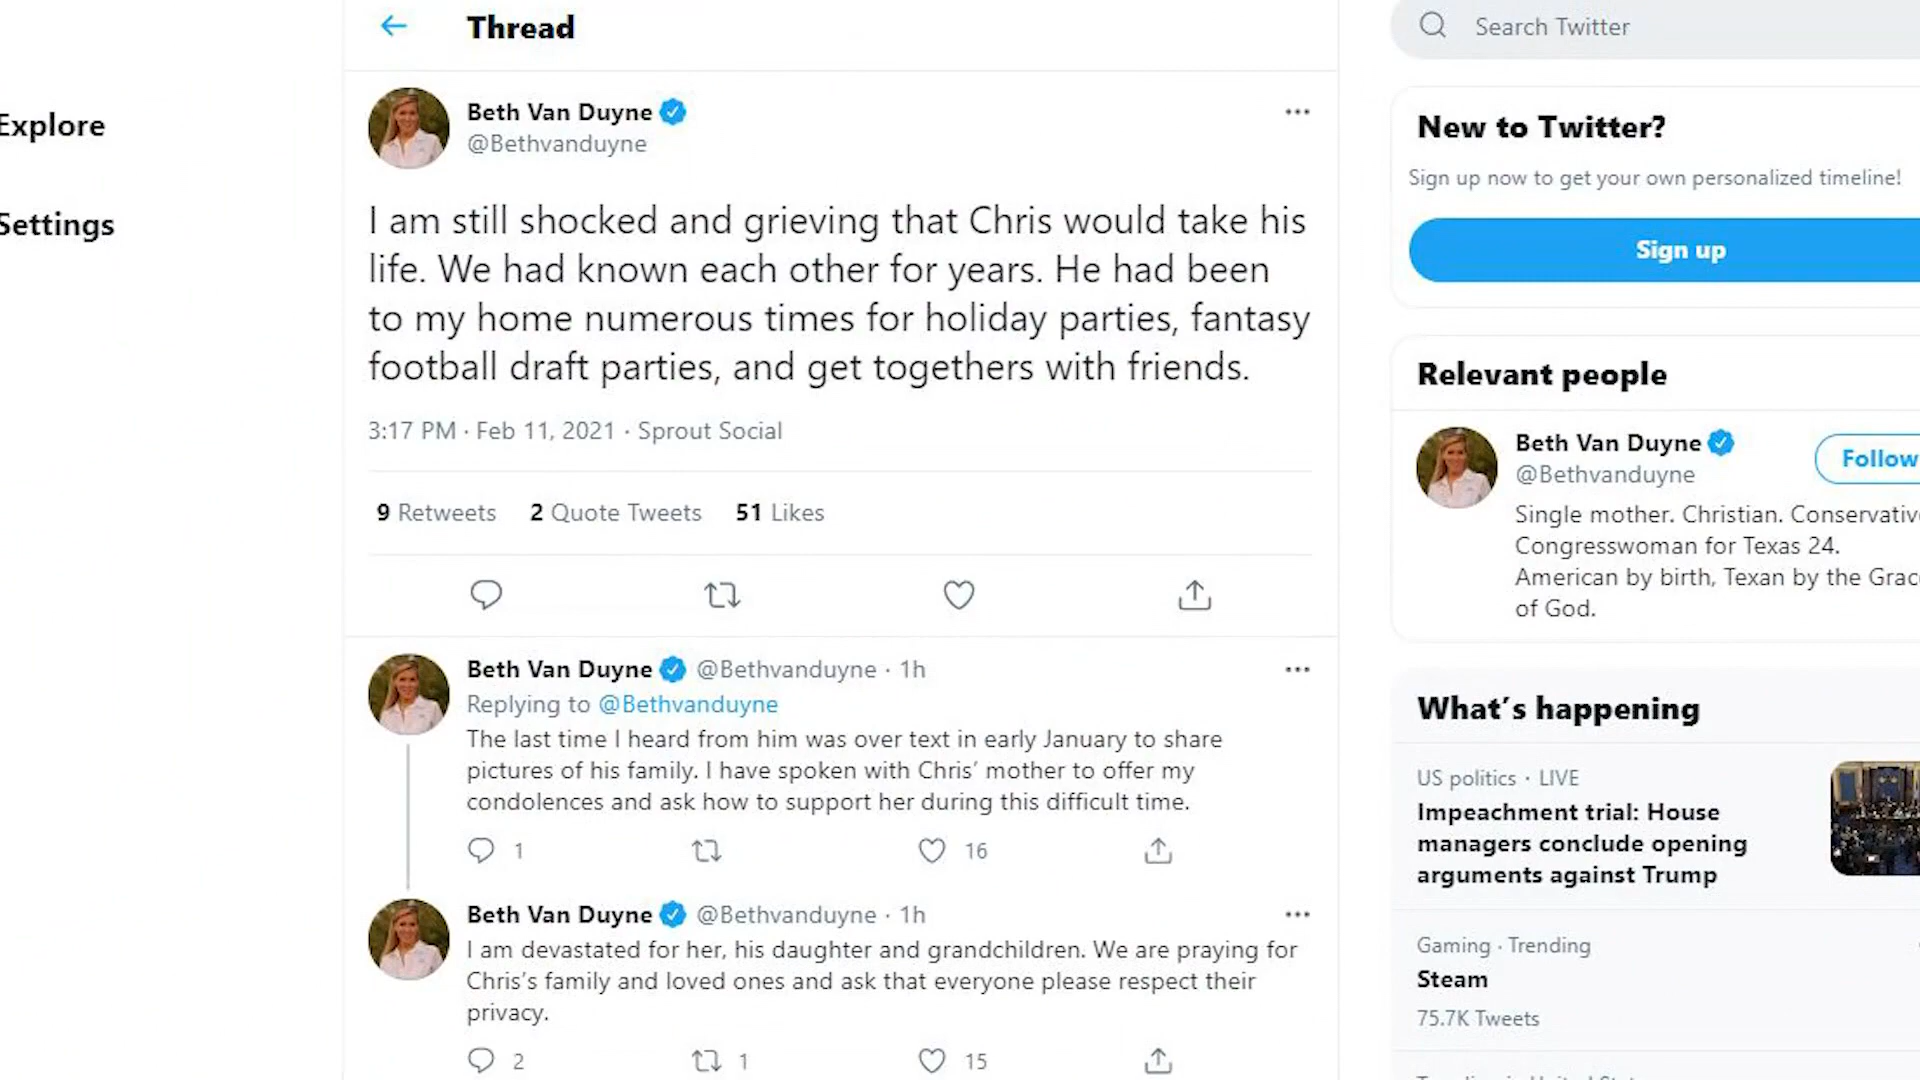 Thread
Explore
Settings
Beth Van Duyne
@Bethvanduyne
I am still shocked and grieving that Chris would take his
life. We had known each other for years. He had been
to my home numerous times for holiday parties, fantasy
football draft parties, and get togethers with friends.
3:17 PM · Feb 11, 2021 · Sprout Social
9 Retweets 2 Quote Tweets 51 Likes
Beth Van Duyne @Bethvanduyne · 1h
Replying to @Bethvanduyne
The last time I heard from him was over text in early January to share
pictures of his family. I have spoken with Chris’ mother to offer my
condolences and ask how to support her during this difficult time.
1 16
Beth Van Duyne @Bethvanduyne · 1h
I am devastated for her, his daughter and grandchildren. We are praying for
Chris’s family and loved ones and ask that everyone please respect their
privacy.
2 1 15
Search Twitter
New to Twitter?
Sign up now to get your own personalized timeline!
Sign up
Relevant people
Beth Van Duyne
@Bethvanduyne
Follow
Single mother. Christian. Conservativ
Congresswoman for Texas 24.
American by birth, Texan by the Grac
of God.
What’s happening
US politics · LIVE
Impeachment trial: House
managers conclude opening
arguments against Trump
Gaming · Trending
Steam
75.7K Tweets